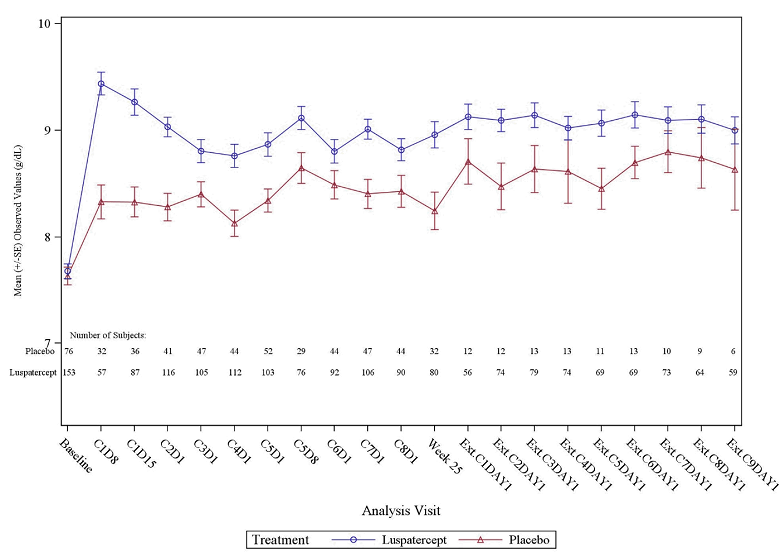 Mean (+/-SE) Observed Values (g/dL)
10
9
8
7
Number of Subjects:
Placebo 76 32 36 41 47 44 52 29 44 47 44 32 12 12 13 13 11 13 10 9 6
Luspatercept 153 57 87 116 105 112 103 76 92 106 90 80 56 74 79 74 69 69 73 64 59
Baseline C1D8 C1D15 C2D1 C3D1 C4D1 C5D1 C5D8 C6D1 C7D1 C8D1 Week 25 Ext.C1DAY1 Ext.C2DAY1 Ext.C3DAY1 Ext.C4DAY1 Ext.C5DAY1 Ext.C6DAY1 Ext.C7DAY1 Ext.C8DAY1 Ext.C9DAY1
Analysis Visit
Treatment Luspatercept Placebo